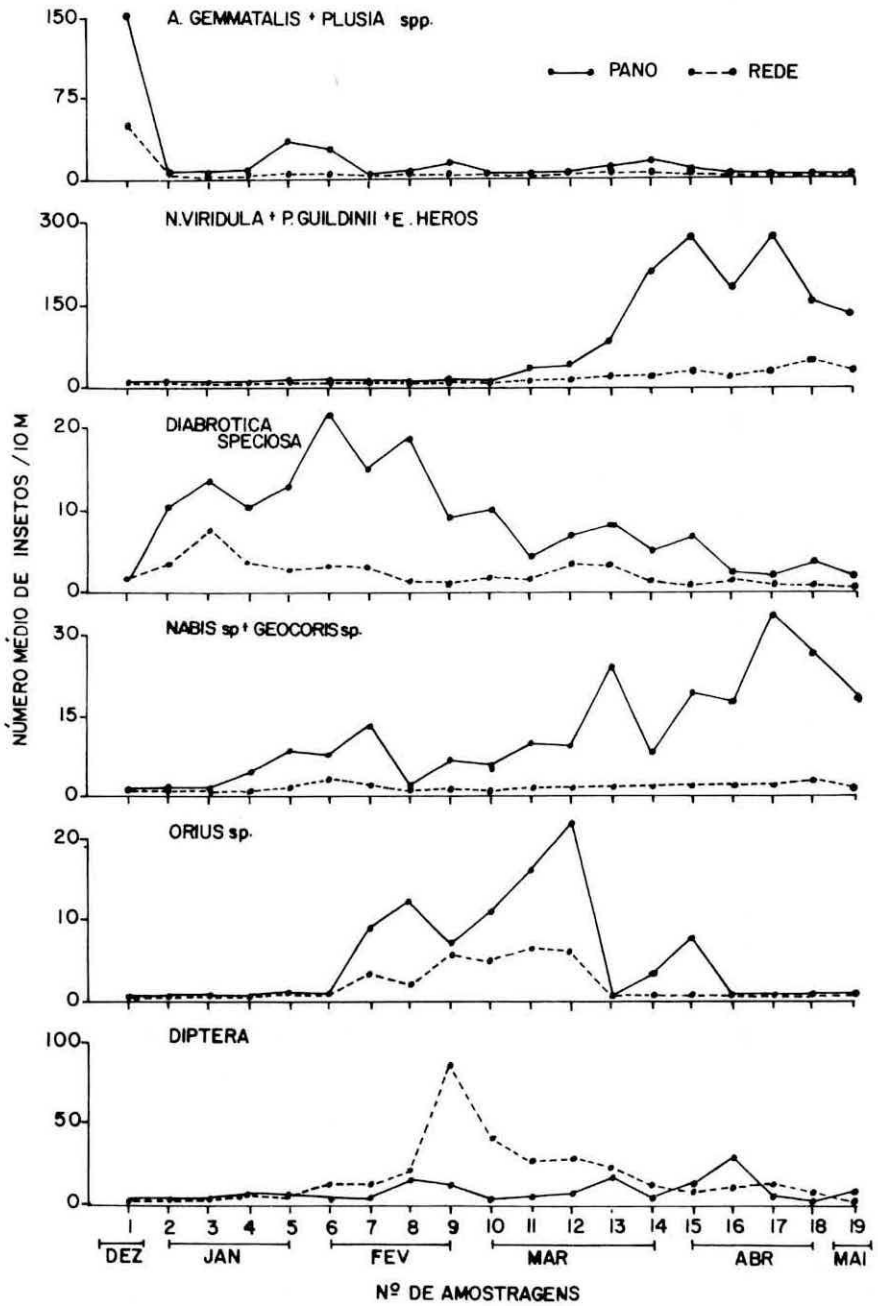 A. GEMMATALIS + PLUSIA spp.
PANO
REDE
150
75
0
N.VIRIDULA + P. GUILDINII + E. HEROS
300
150
0
DIABROTICA
SPECIOSA
20
10
0
NABIS sp + GEOCORIS sp.
30
15
0
ORIUS sp.
20
10
0
DIPTERA
100
50
0
NÚMERO MÉDIO DE INSETOS / 10 M
1 2 3 4 5 6 7 8 9 10 11 12 13 14 15 16 17 18 19
DEZ JAN FEV MAR ABR MAI
Nº DE AMOSTRAGENS